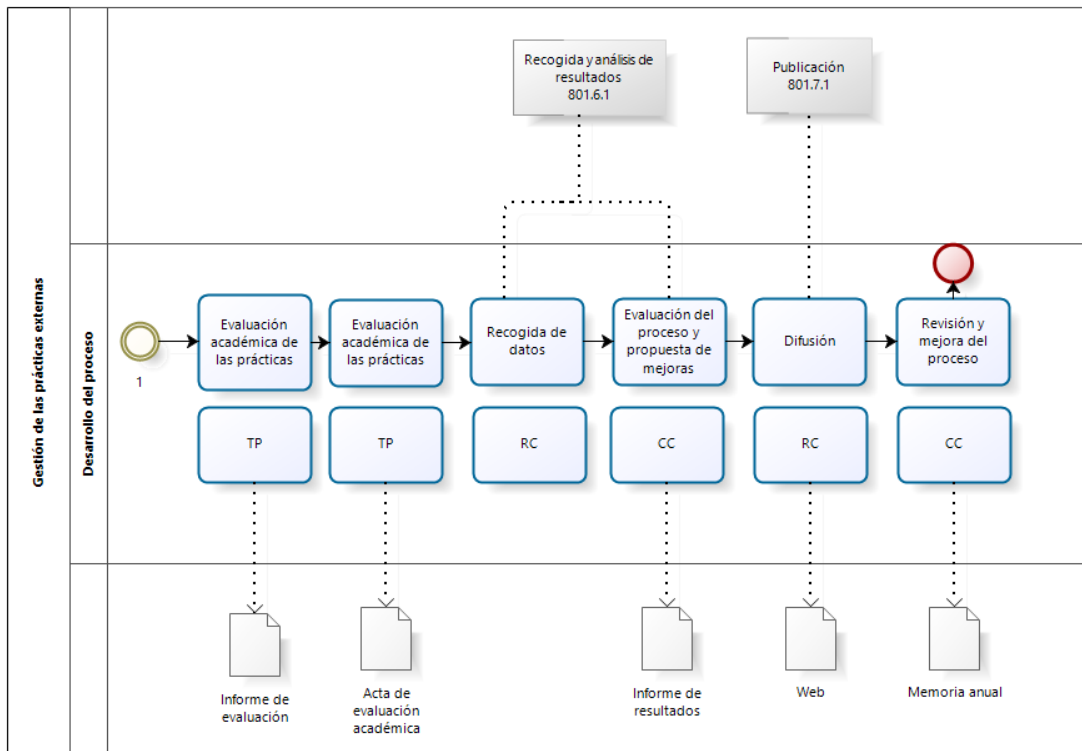 Gestión de las prácticas externas
Desarrollo del proceso
Recogida y análisis de
resultados
801.6.1
Publicación
801.7.1
1
Evaluación
académica de
las prácticas
Evaluación
académica de
las prácticas
Recogida de
datos
Evaluación del
proceso y
propuesta de
mejoras
Difusión
Revisión y
mejora del
proceso
TP
TP
RC
CC
RC
CC
Informe de
evaluación
Acta de
evaluación
académica
Informe de
resultados
Web
Memoria anual